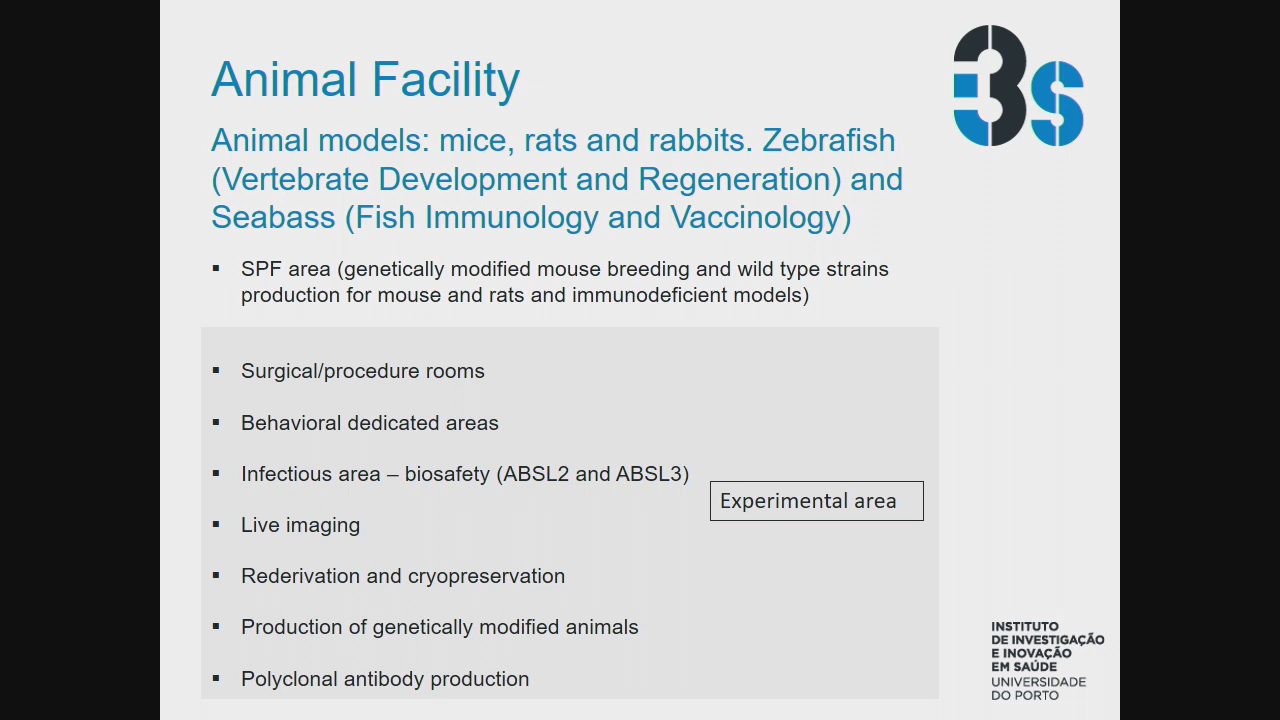 Animal Facility
Animal models: mice, rats and rabbits. Zebrafish
(Vertebrate Development and Regeneration) and
Seabass (Fish Immunology and Vaccinology)
▪ SPF area (genetically modified mouse breeding and wild type strains
production for mouse and rats and immunodeficient models)
▪ Surgical/procedure rooms
▪ Behavioral dedicated areas
▪ Infectious area – biosafety (ABSL2 and ABSL3)
Experimental area
▪ Live imaging
▪ Rederivation and cryopreservation
▪ Production of genetically modified animals
▪ Polyclonal antibody production
3s
INSTITUTO
DE INVESTIGAÇÃO
E INOVAÇÃO
EM SAÚDE
UNIVERSIDADE
DO PORTO